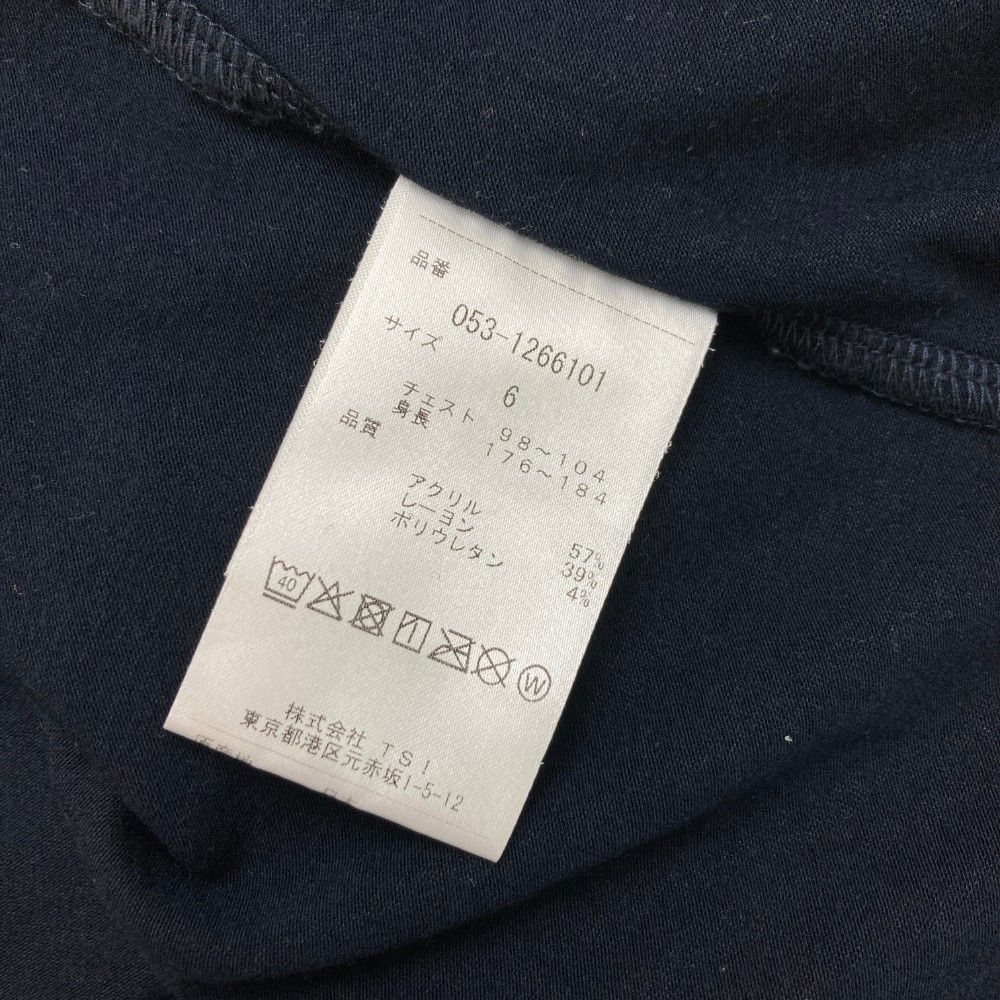 品番
053-1266101
サイズ
6
チェスト 98~104
身長 176~184
品質
アクリル 57%
レーヨン 39%
ポリウレタン 4%
40
W
株式会社 TSI
東京都港区元赤坂1-5-12